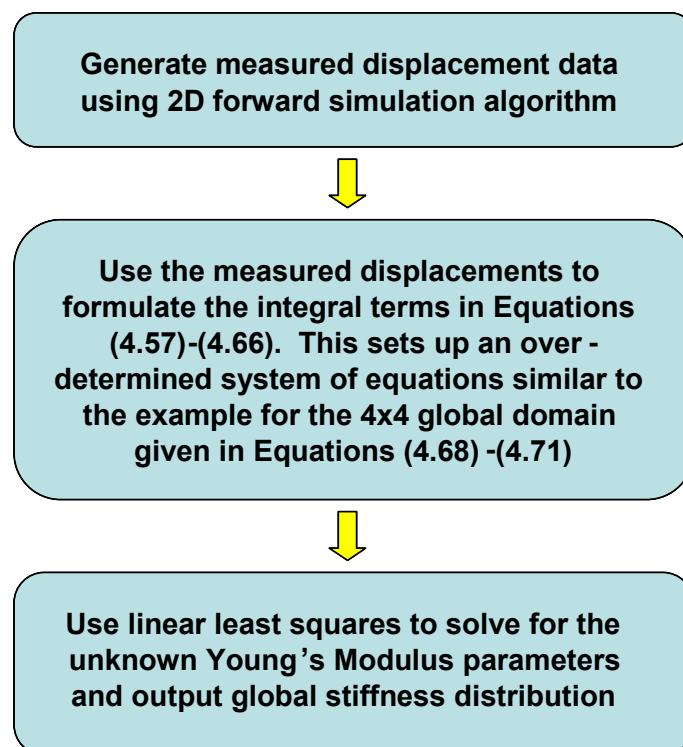 Generate measured displacement data
using 2D forward simulation algorithm
Use the measured displacements to
formulate the integral terms in Equations
(4.57)-(4.66).  This sets up an over -
determined system of equations similar to
the example for the 4x4 global domain
given in Equations (4.68) -(4.71)
Use linear least squares to solve for the
unknown Young’s Modulus parameters
and output global stiffness distribution